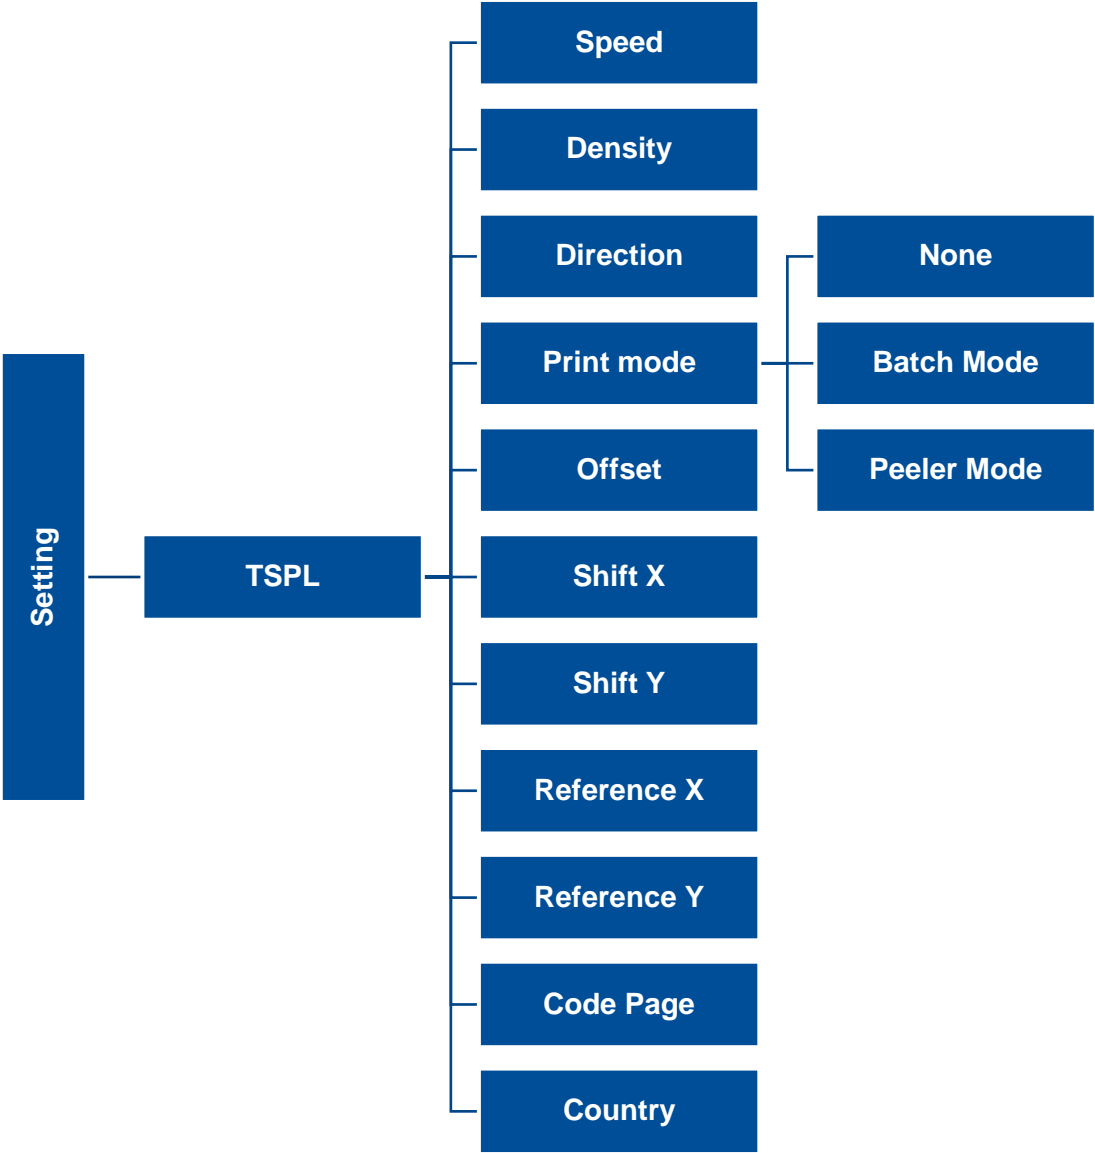 Setting
TSPL
Speed
Density
Direction
Print mode
None
Batch Mode
Peeler Mode
Offset
Shift X
Shift Y
Reference X
Reference Y
Code Page
Country